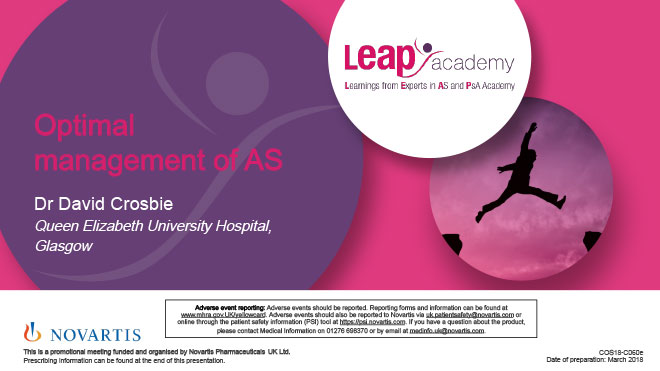 Leap academy
Learnings from Experts in AS and PsA Academy
Optimal
management of AS
Dr David Crosbie
Queen Elizabeth University Hospital,
Glasgow
Adverse event reporting: Adverse events should be reported. Reporting forms and information can be found at
www.mhra.gov.UK/yellowcard. Adverse events should also be reported to Novartis via uk.patientsafety@novartis.com or
online through the patient safety information (PSI) tool at https://psi.novartis.com. If you have a question about the product,
please contact Medical Information on 01276 698370 or by email at medinfo.uk@novartis.com.
NOVARTIS
This is a promotional meeting funded and organised by Novartis Pharmaceuticals UK Ltd.
Prescribing information can be found at the end of this presentation.
COS18-C050e
Date of preparation: March 2018